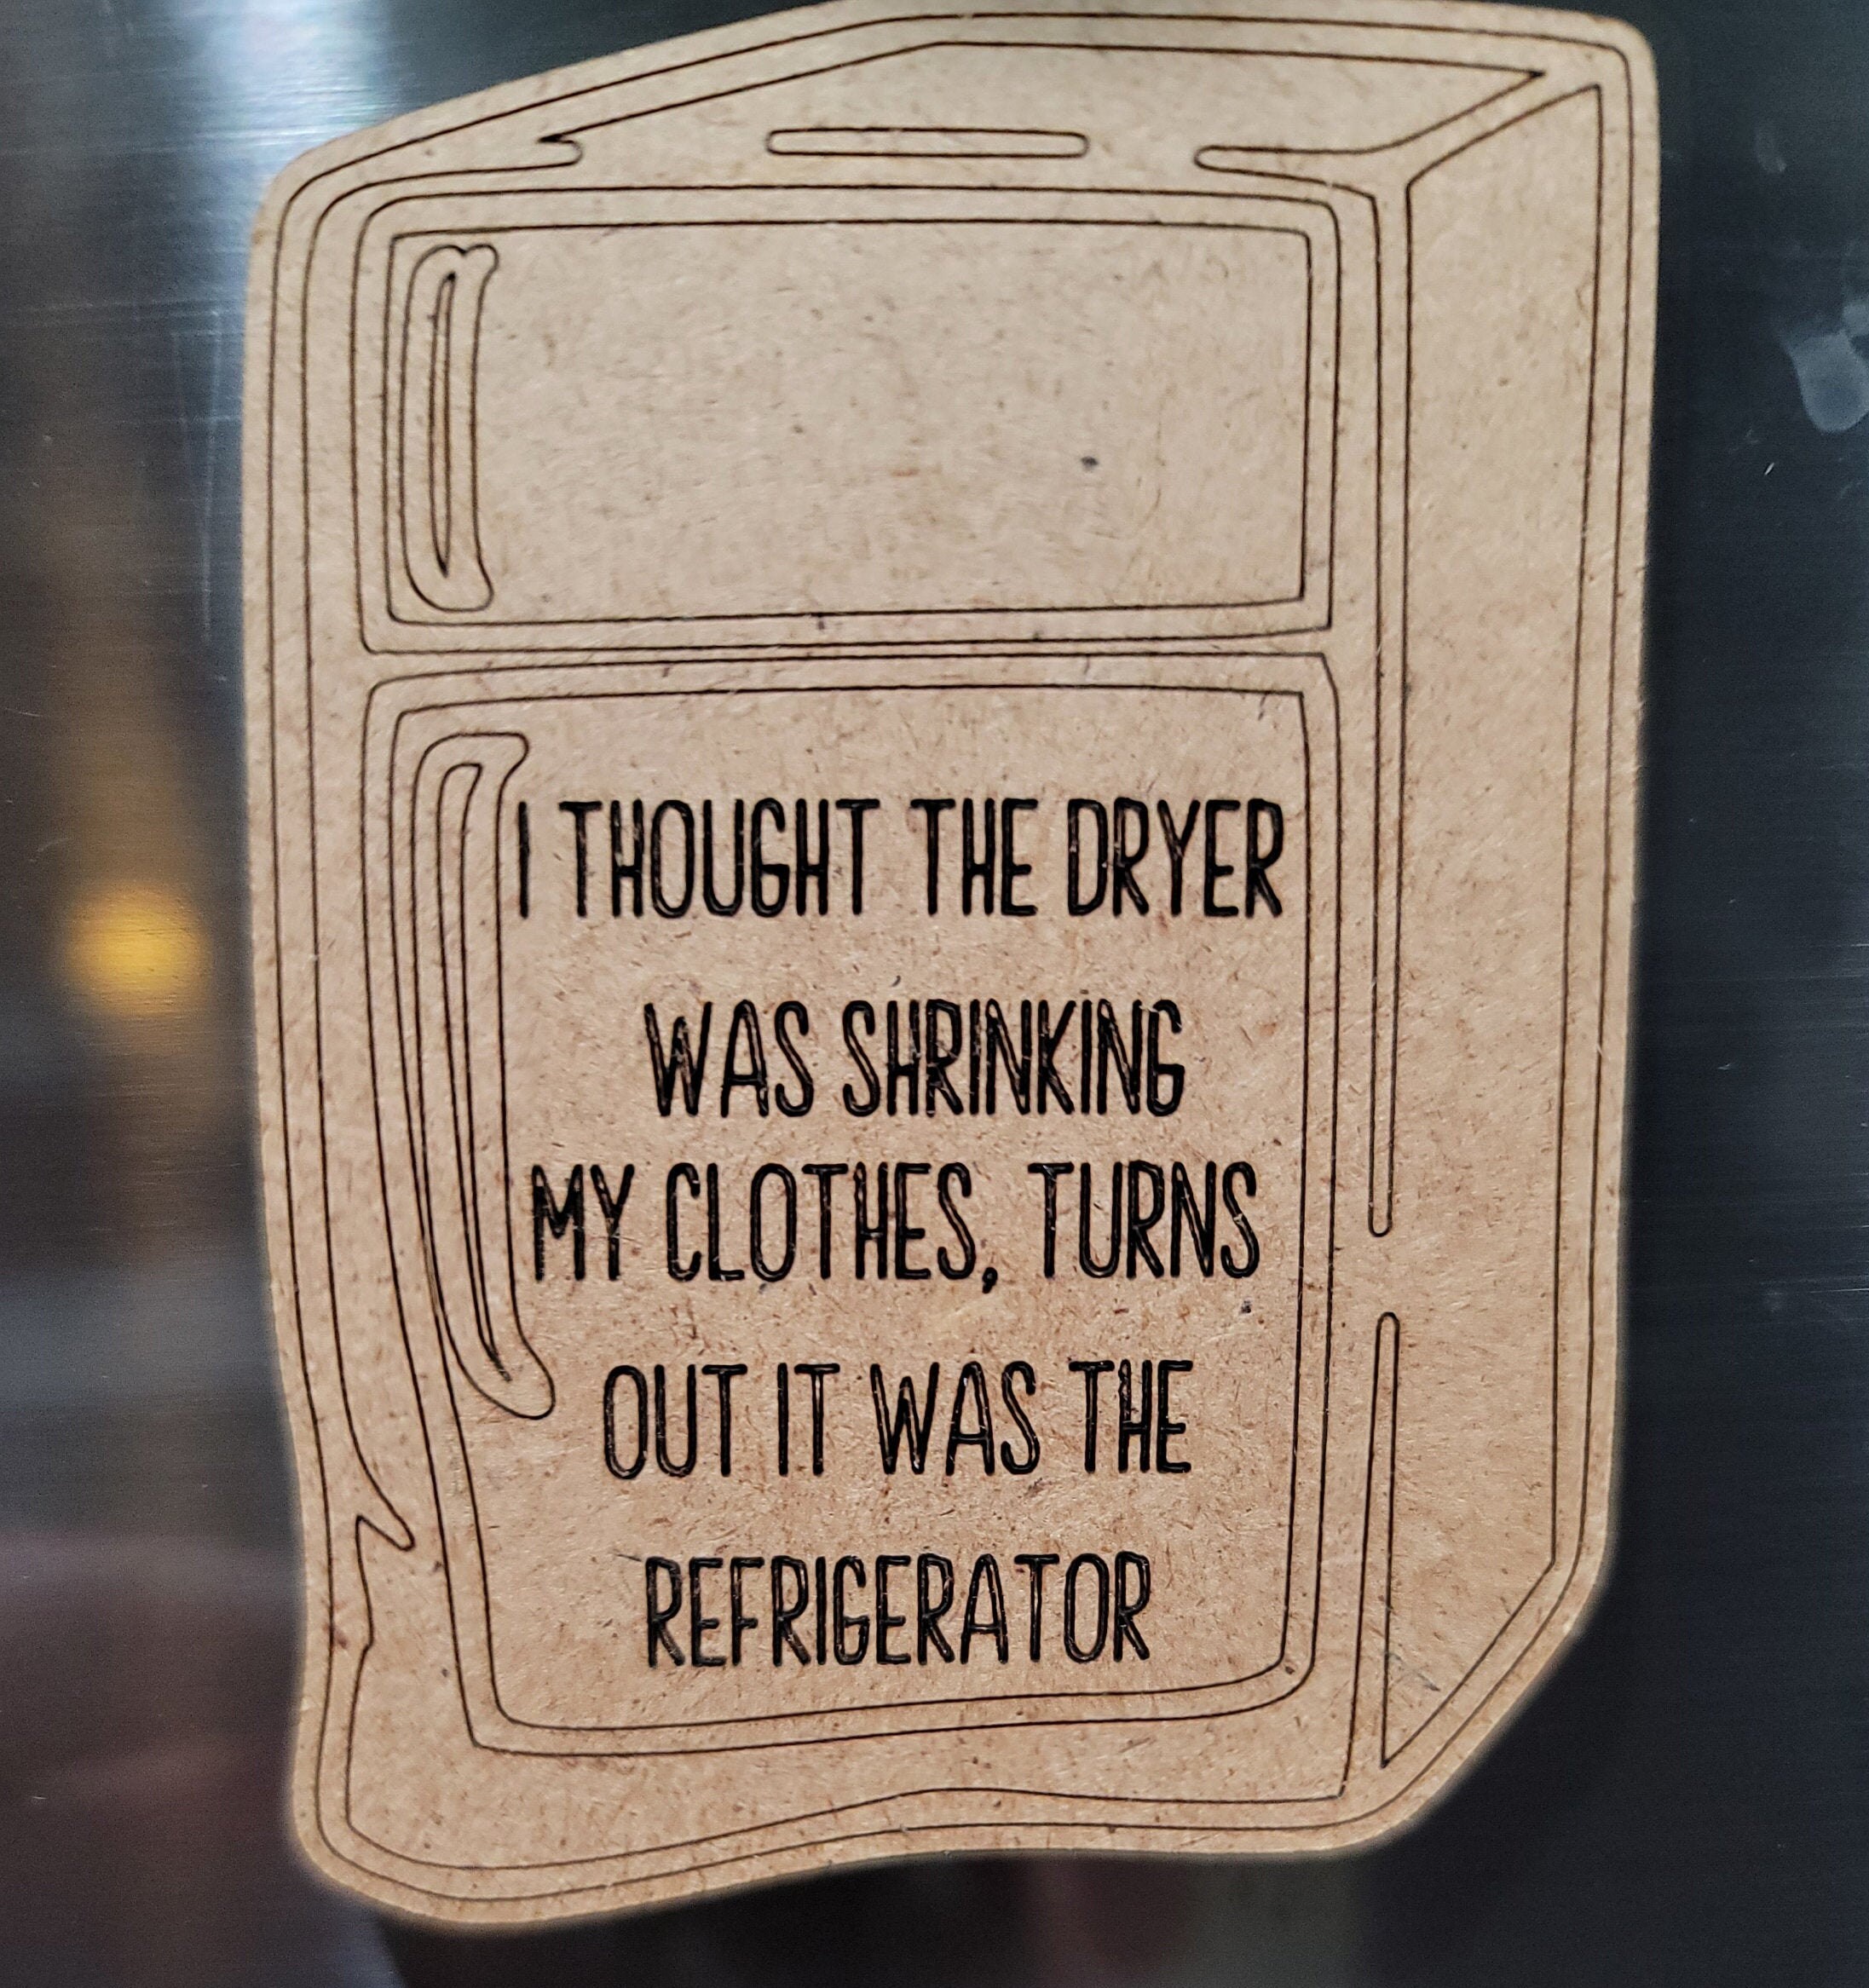 I THOUGHT THE DRYER
WAS SHRINKING
MY CLOTHES, TURNS
OUT IT WAS THE
REFRIGERATOR